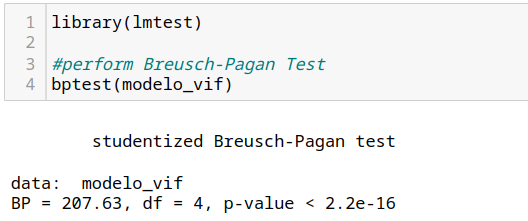 1 library(lmtest)
2
3 #perform Breusch-Pagan Test
4 bptest(modelo_vif)
studentized Breusch-Pagan test
data:  modelo_vif
BP = 207.63, df = 4, p-value < 2.2e-16